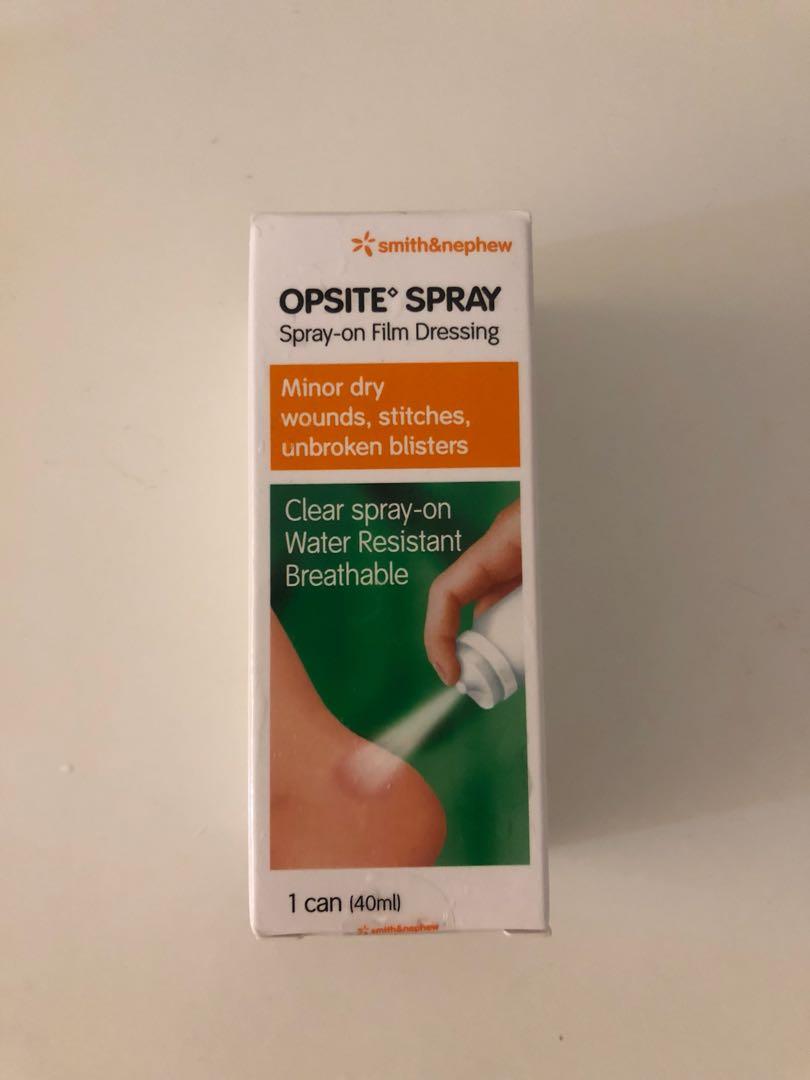 smith&nephew
OPSITE◊ SPRAY
Spray-on Film Dressing
Minor dry
wounds, stitches,
unbroken blisters
Clear spray-on
Water Resistant
Breathable
1 can (40ml)
smith&nephew